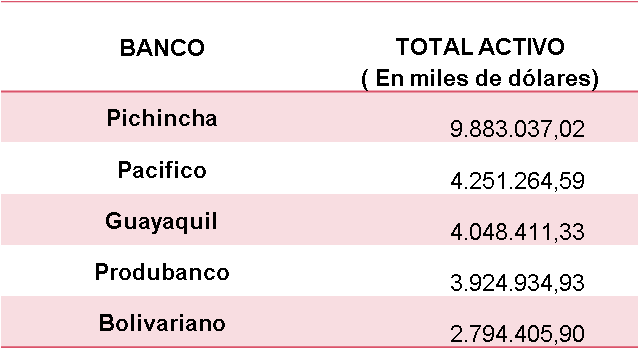 BANCO TOTAL ACTIVO
( En miles de dólares)
Pichincha 9.883.037,02
Pacifico 4.251.264,59
Guayaquil 4.048.411,33
Produbanco 3.924.934,93
Bolivariano 2.794.405,90